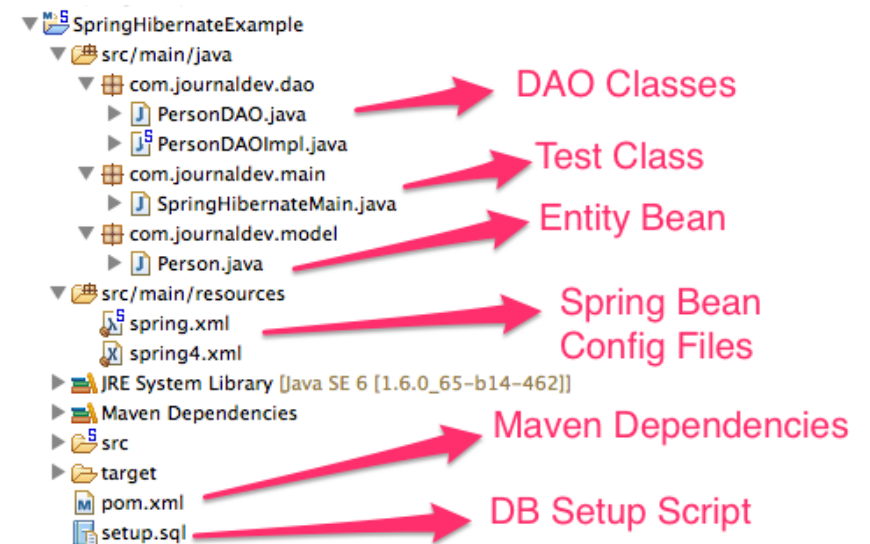 SpringHibernateExample
src/main/java
com.journaldev.dao
PersonDAO.java
DAO Classes
PersonDAOImpl.java
com.journaldev.main
Test Class
SpringHibernateMain.java
com.journaldev.model
Entity Bean
Person.java
src/main/resources
spring.xml
Spring Bean
Config Files
spring4.xml
JRE System Library [Java SE 6 [1.6.0_65-b14-462]]
Maven Dependencies
Maven Dependencies
src
target
pom.xml
DB Setup Script
setup.sql